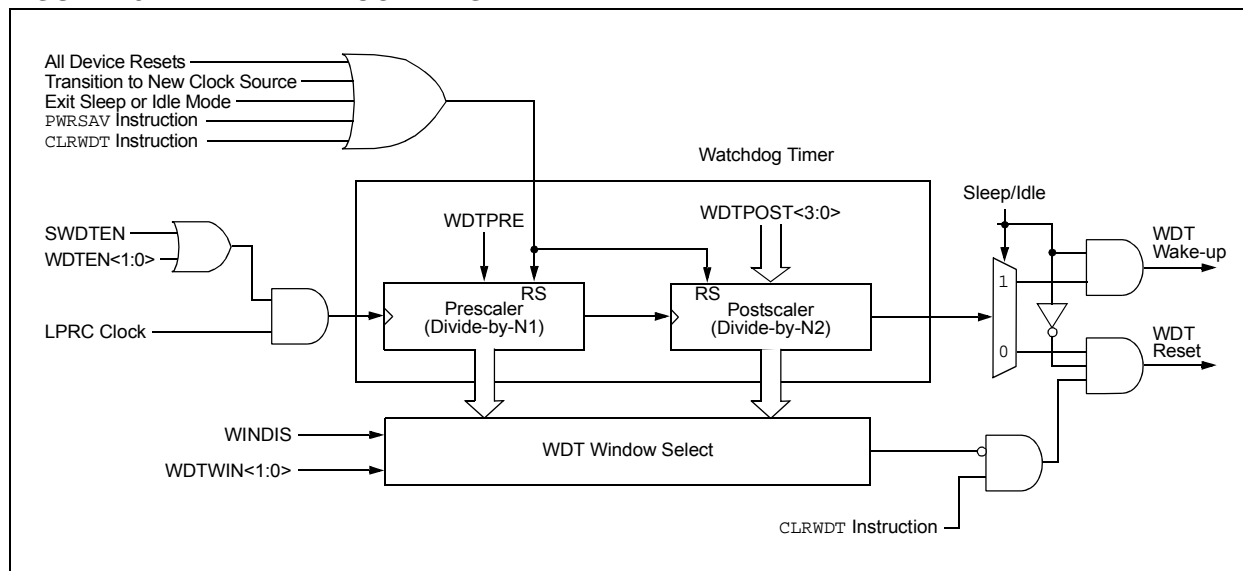 All Device Resets
Transition to New Clock Source
Exit Sleep or Idle Mode
PWRSAV Instruction
CLRWDT Instruction
Watchdog Timer
Sleep/Idle
SWDTEN
WDTEN<1:0>
LPRC Clock
WDTPRE
WDTPOST<3:0>
RS
Prescaler
(Divide-by-N1)
RS
Postscaler
(Divide-by-N2)
1
0
WDT
Wake-up
WDT
Reset
WINDIS
WDTWIN<1:0>
WDT Window Select
CLRWDT Instruction